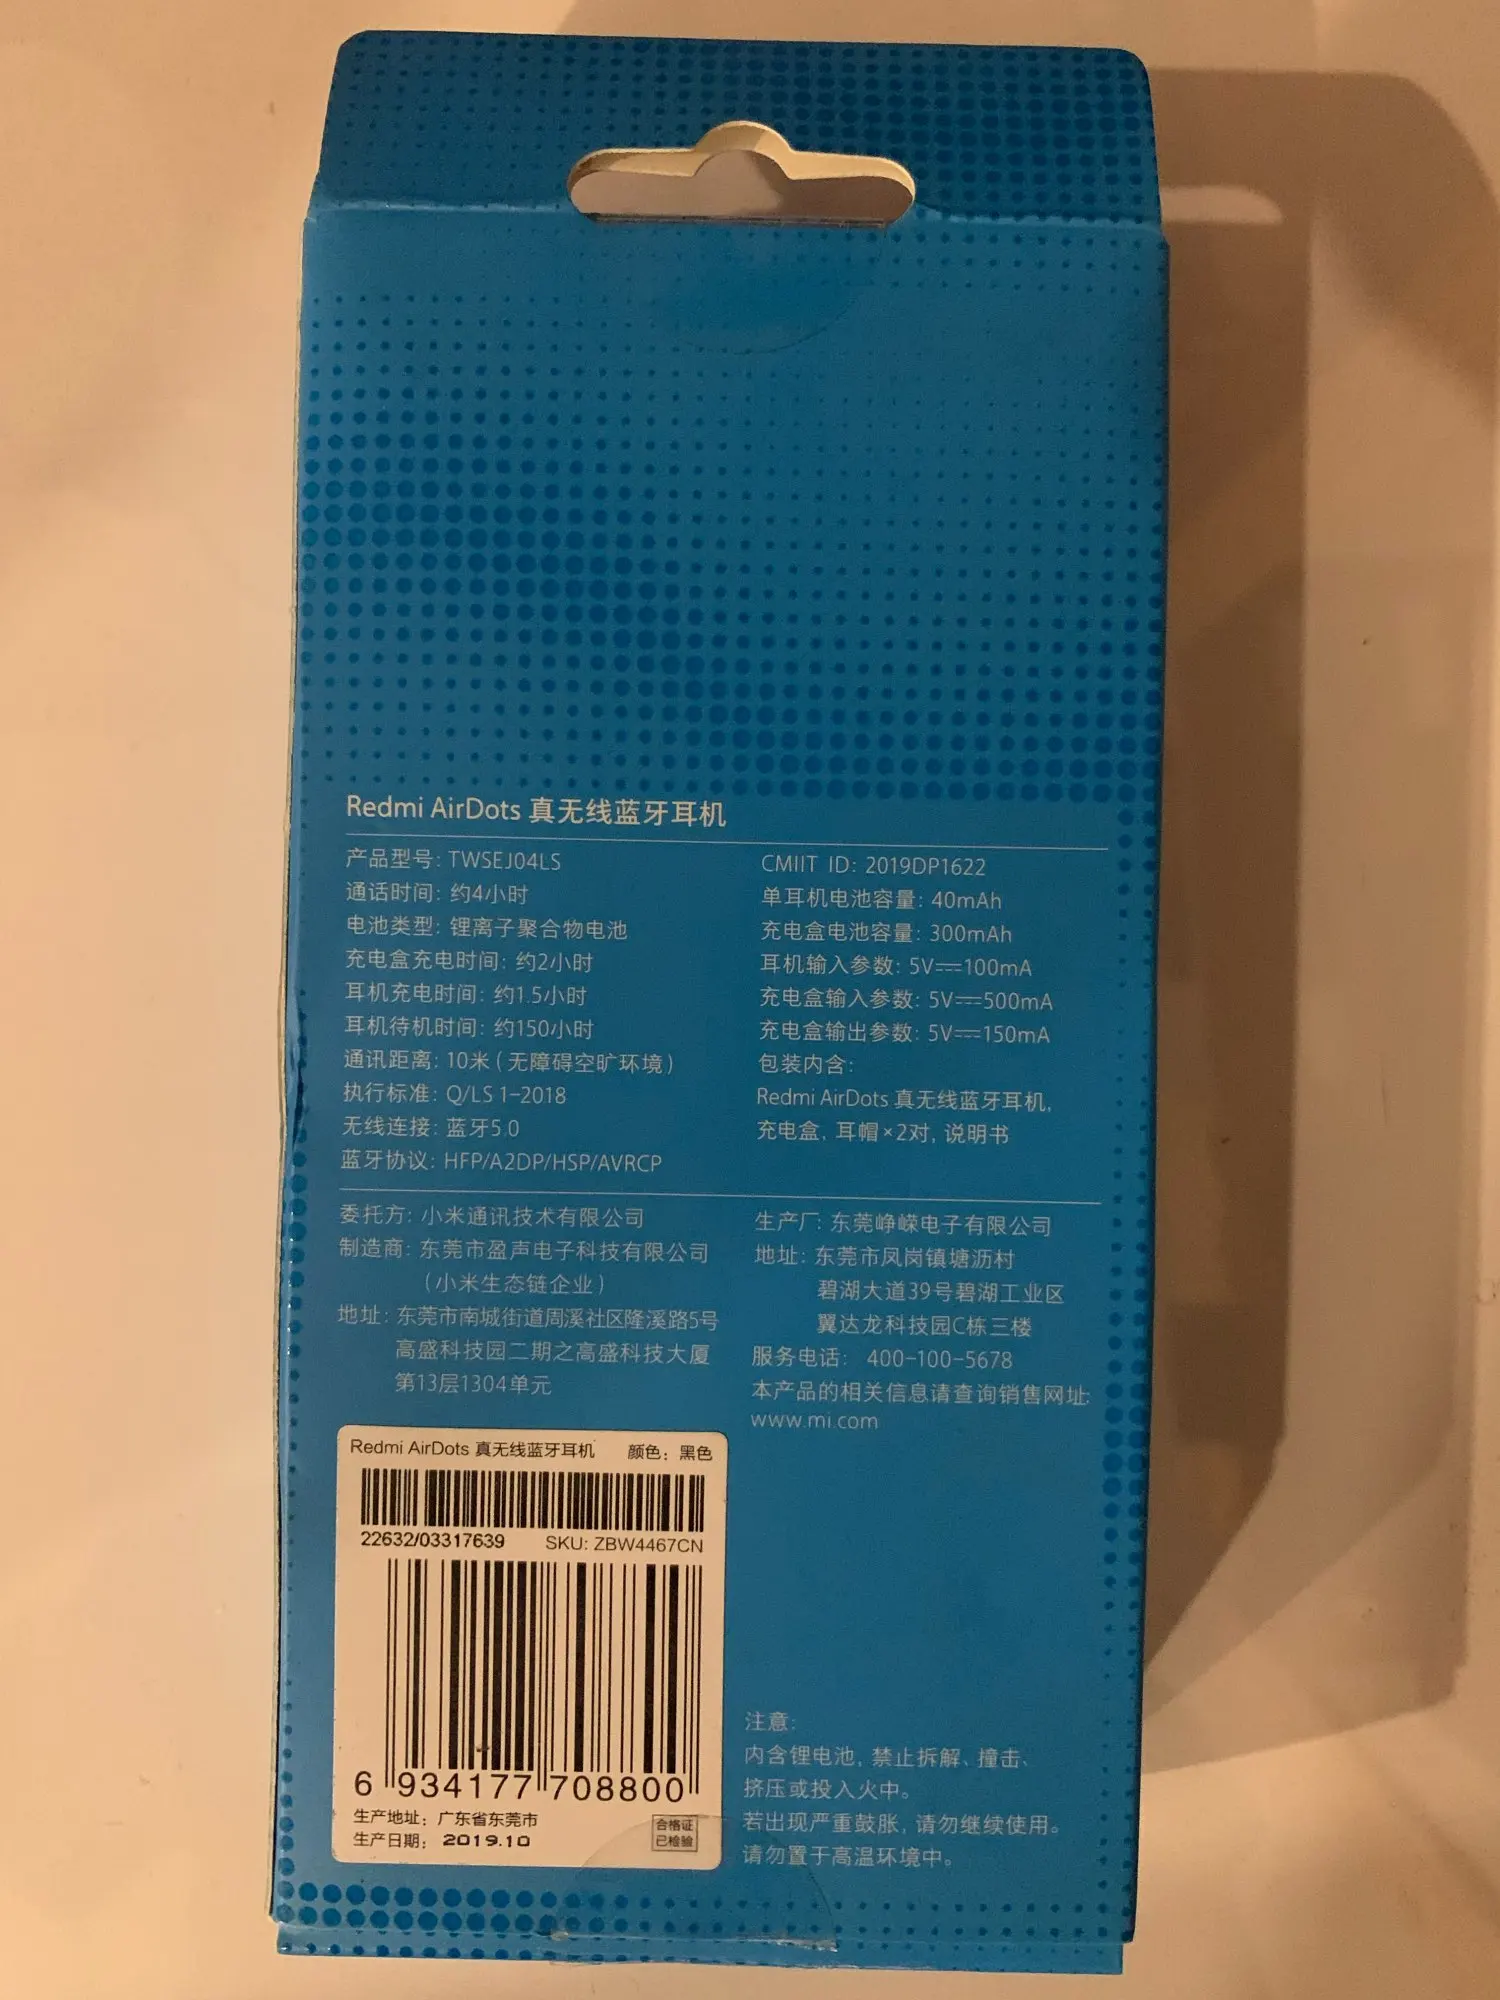 Redmi AirDots 真无线蓝牙耳机
产品型号: TWSEJ04LS
通话时间: 约4小时
电池类型: 锂离子聚合物电池
充电盒充电时间: 约2小时
耳机充电时间: 约1.5小时
耳机待机时间: 约150小时
通讯距离: 10米 ( 无障碍空旷环境 )
执行标准: Q/LS 1-2018
无线连接: 蓝牙5.0
蓝牙协议: HFP/A2DP/HSP/AVRCP
CMIIT ID: 2019DP1622
单耳机电池容量: 40mAh
充电盒电池容量: 300mAh
耳机输入参数: 5V⎓100mA
充电盒输入参数: 5V⎓500mA
充电盒输出参数: 5V⎓150mA
包装内含:
Redmi AirDots 真无线蓝牙耳机,
充电盒, 耳帽×2对, 说明书
委托方: 小米通讯技术有限公司
制造商: 东莞市盈声电子科技有限公司
( 小米生态链企业 )
地址: 东莞市南城街道周溪社区隆溪路5号
高盛科技园二期之高盛科技大厦
第13层1304单元
生产厂: 东莞峥嵘电子有限公司
地址: 东莞市凤岗镇塘沥村
碧湖大道39号碧湖工业区
翼达龙科技园C栋三楼
服务电话: 400-100-5678
本产品的相关信息请查询销售网址:
www.mi.com
Redmi AirDots 真无线蓝牙耳机 颜色: 黑色
22632/03317639 SKU: ZBW4467CN
6 934177 708800
生产地址: 广东省东莞市
生产日期: 2019.10
合格证
已检验
注意:
内含锂电池, 禁止拆解、撞击、
挤压或投入火中。
若出现严重鼓胀, 请勿继续使用。
请勿置于高温环境中。